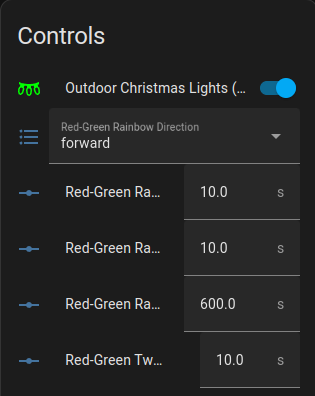 Controls
Outdoor Christmas Lights (…
Red-Green Rainbow Direction
forward
Red-Green Ra… 10.0 s
Red-Green Ra… 10.0 s
Red-Green Ra… 600.0 s
Red-Green Tw… 10.0 s